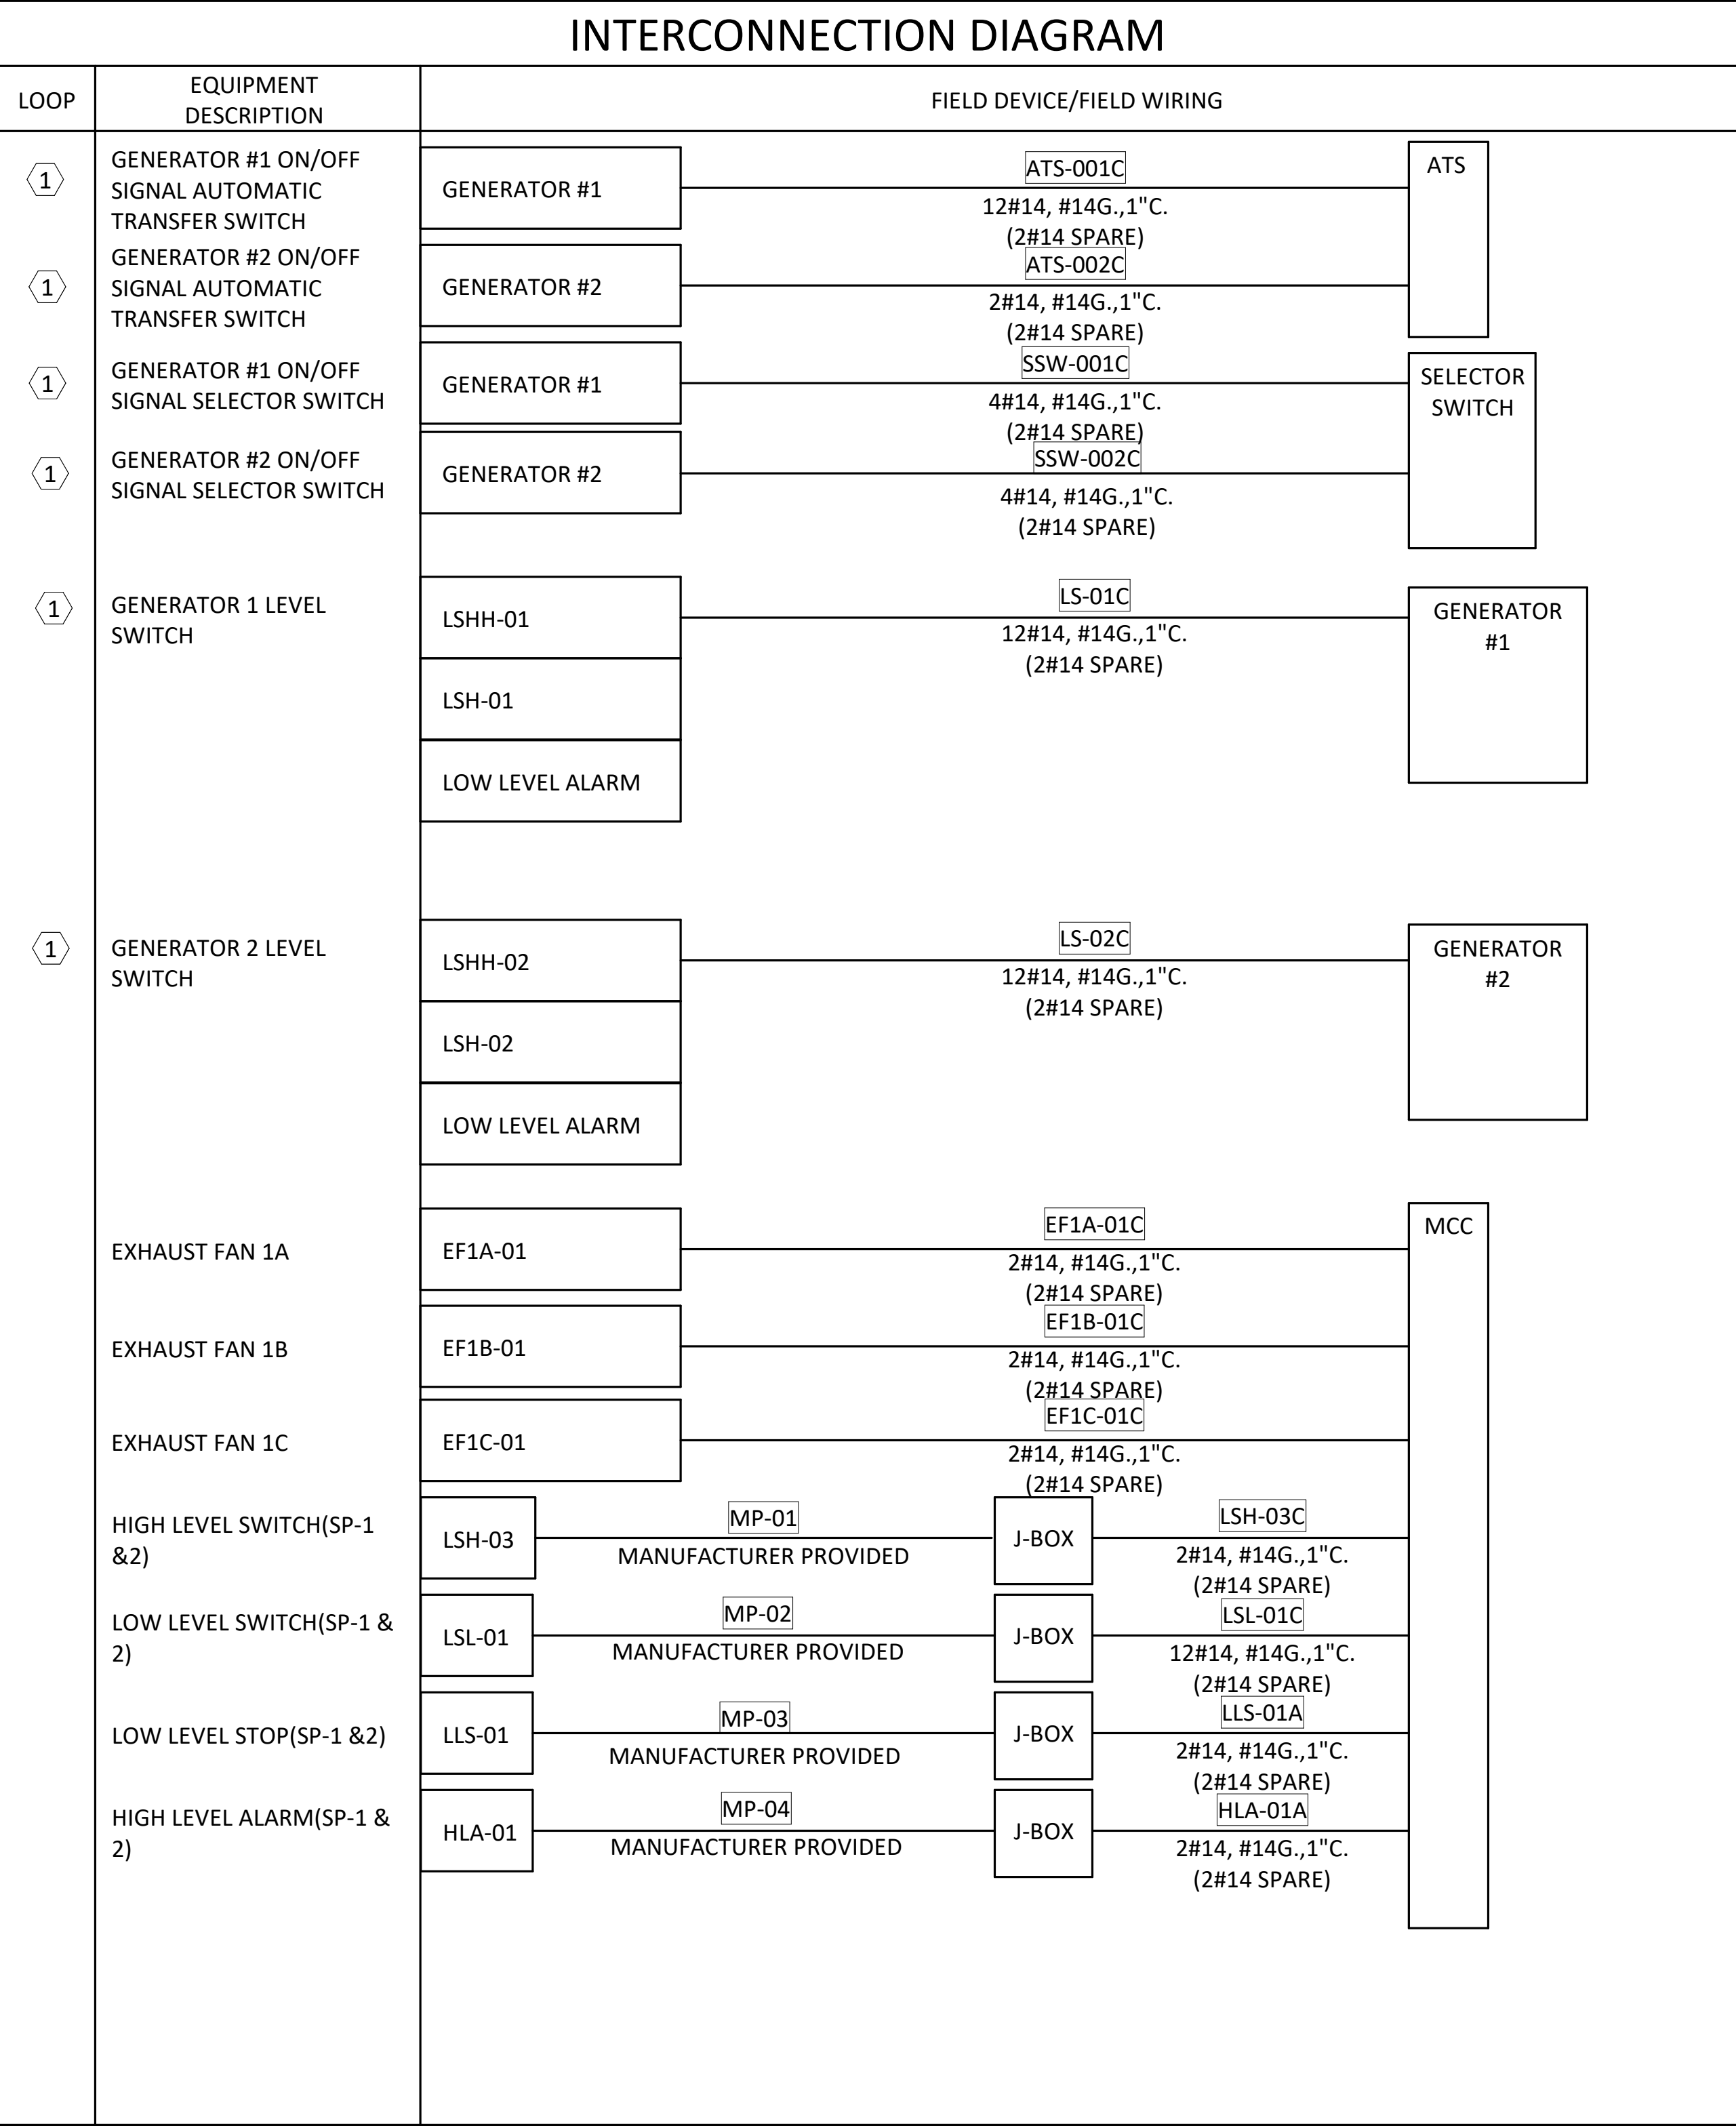 INTERCONNECTION DIAGRAM
LOOP
EQUIPMENT
DESCRIPTION
FIELD DEVICE/FIELD WIRING
1
GENERATOR #1 ON/OFF
SIGNAL AUTOMATIC
TRANSFER SWITCH
GENERATOR #1
ATS-001C
12#14, #14G.,1"C.
(2#14 SPARE)
ATS
1
GENERATOR #2 ON/OFF
SIGNAL AUTOMATIC
TRANSFER SWITCH
GENERATOR #2
ATS-002C
2#14, #14G.,1"C.
(2#14 SPARE)
1
GENERATOR #1 ON/OFF
SIGNAL SELECTOR SWITCH
GENERATOR #1
SSW-001C
4#14, #14G.,1"C.
(2#14 SPARE)
SELECTOR
SWITCH
1
GENERATOR #2 ON/OFF
SIGNAL SELECTOR SWITCH
GENERATOR #2
SSW-002C
4#14, #14G.,1"C.
(2#14 SPARE)
1
GENERATOR 1 LEVEL
SWITCH
LSHH-01
LSH-01
LOW LEVEL ALARM
LS-01C
12#14, #14G.,1"C.
(2#14 SPARE)
GENERATOR
#1
1
GENERATOR 2 LEVEL
SWITCH
LSHH-02
LSH-02
LOW LEVEL ALARM
LS-02C
12#14, #14G.,1"C.
(2#14 SPARE)
GENERATOR
#2
EXHAUST FAN 1A
EF1A-01
EF1A-01C
2#14, #14G.,1"C.
(2#14 SPARE)
MCC
EXHAUST FAN 1B
EF1B-01
EF1B-01C
2#14, #14G.,1"C.
(2#14 SPARE)
EXHAUST FAN 1C
EF1C-01
EF1C-01C
2#14, #14G.,1"C.
(2#14 SPARE)
HIGH LEVEL SWITCH(SP-1
&2)
LSH-03
MP-01
MANUFACTURER PROVIDED
J-BOX
LSH-03C
2#14, #14G.,1"C.
(2#14 SPARE)
LOW LEVEL SWITCH(SP-1 &
2)
LSL-01
MP-02
MANUFACTURER PROVIDED
J-BOX
LSL-01C
12#14, #14G.,1"C.
(2#14 SPARE)
LOW LEVEL STOP(SP-1 &2)
LLS-01
MP-03
MANUFACTURER PROVIDED
J-BOX
LLS-01A
2#14, #14G.,1"C.
(2#14 SPARE)
HIGH LEVEL ALARM(SP-1 &
2)
HLA-01
MP-04
MANUFACTURER PROVIDED
J-BOX
HLA-01A
2#14, #14G.,1"C.
(2#14 SPARE)